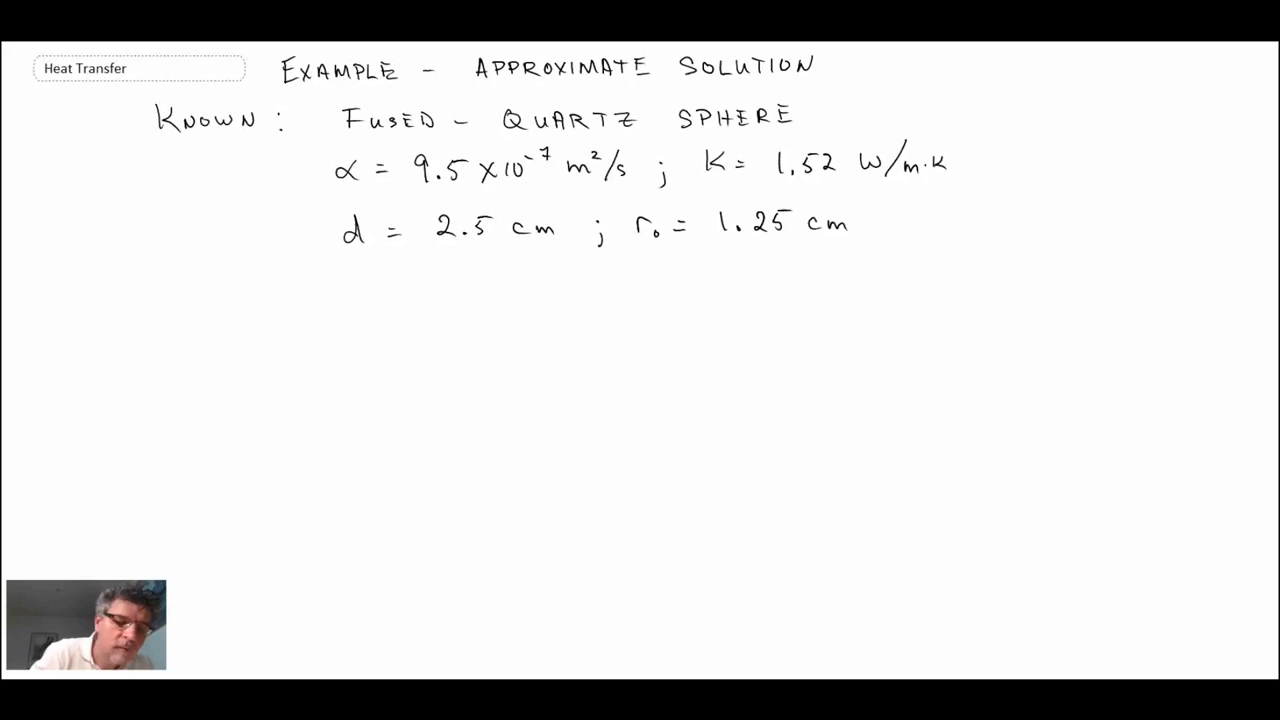 Heat Transfer
EXAMPLE - APPROXIMATE SOLUTION
KNOWN: FUSED - QUARTZ SPHERE
α = 9.5 x10⁻⁷ m²/s ; K = 1.52 W/m·K
d = 2.5 cm ; r₀ = 1.25 cm